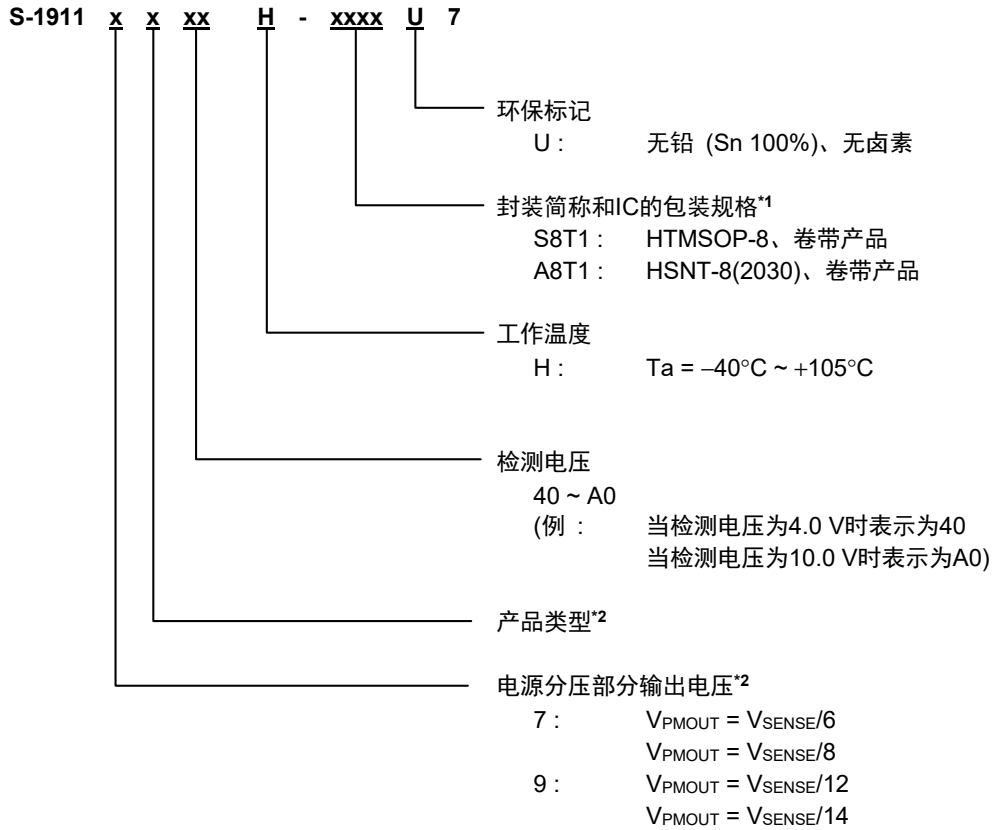 S-1911 x x xx H - xxxx U 7
环保标记
U : 无铅 (Sn 100%)、无卤素
封装简称和IC的包装规格*1
S8T1 : HTMSOP-8、卷带产品
A8T1 : HSNT-8(2030)、卷带产品
工作温度
H : Ta = −40°C ~ +105°C
检测电压
40 ~ A0
(例 : 当检测电压为4.0 V时表示为40
当检测电压为10.0 V时表示为A0)
产品类型*2
电源分压部分输出电压*2
7 : VPMOUT = VSENSE/6
VPMOUT = VSENSE/8
9 : VPMOUT = VSENSE/12
VPMOUT = VSENSE/14